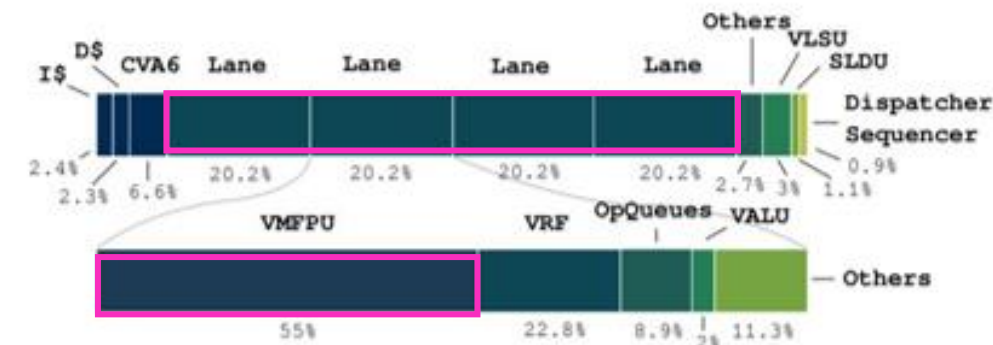 Others
VLSU
SLDU
I$ D$ CVA6 Lane Lane Lane Lane
Dispatcher
Sequencer
2.4% 2.3% 6.6% 20.2% 20.2% 20.2% 20.2% 2.7% 3% 1.1% 0.9%
VMFPU VRF OpQueues VALU
Others
55% 22.8% 8.9% 2% 11.3%